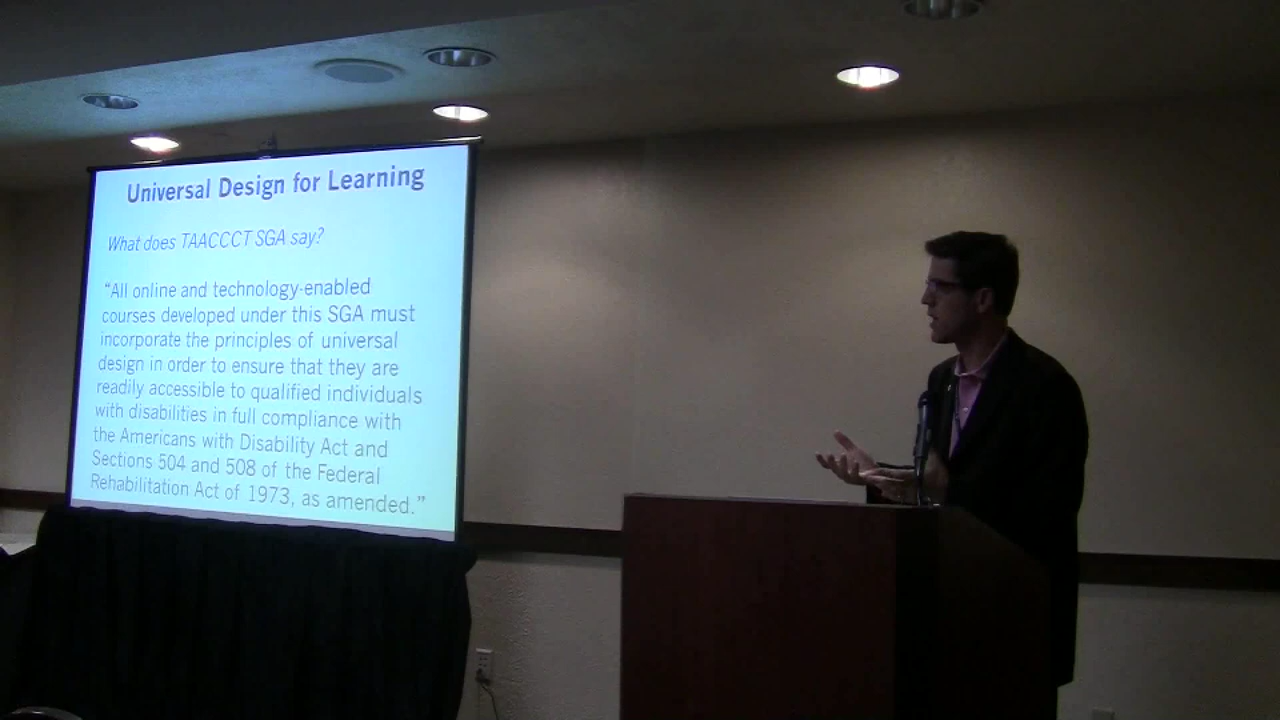 Universal Design for Learning
What does TAACCCT SGA say?
“All online and technology-enabled
courses developed under this SGA must
incorporate the principles of universal
design in order to ensure that they are
readily accessible to qualified individuals
with disabilities in full compliance with
the Americans with Disability Act and
Sections 504 and 508 of the Federal
Rehabilitation Act of 1973, as amended.”